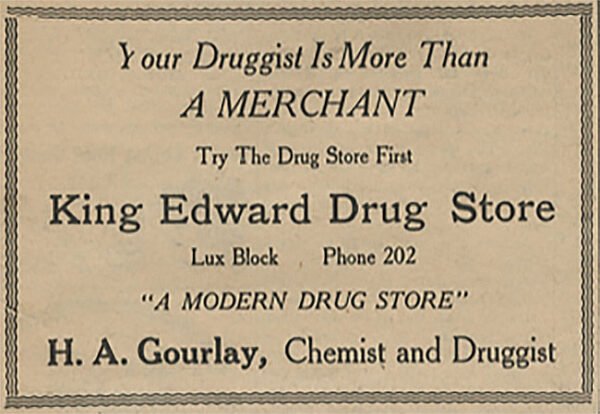 Your Druggist Is More Than
A MERCHANT
Try The Drug Store First
King Edward Drug Store
Lux Block Phone 202
"A MODERN DRUG STORE"
H. A. Gourlay, Chemist and Druggist